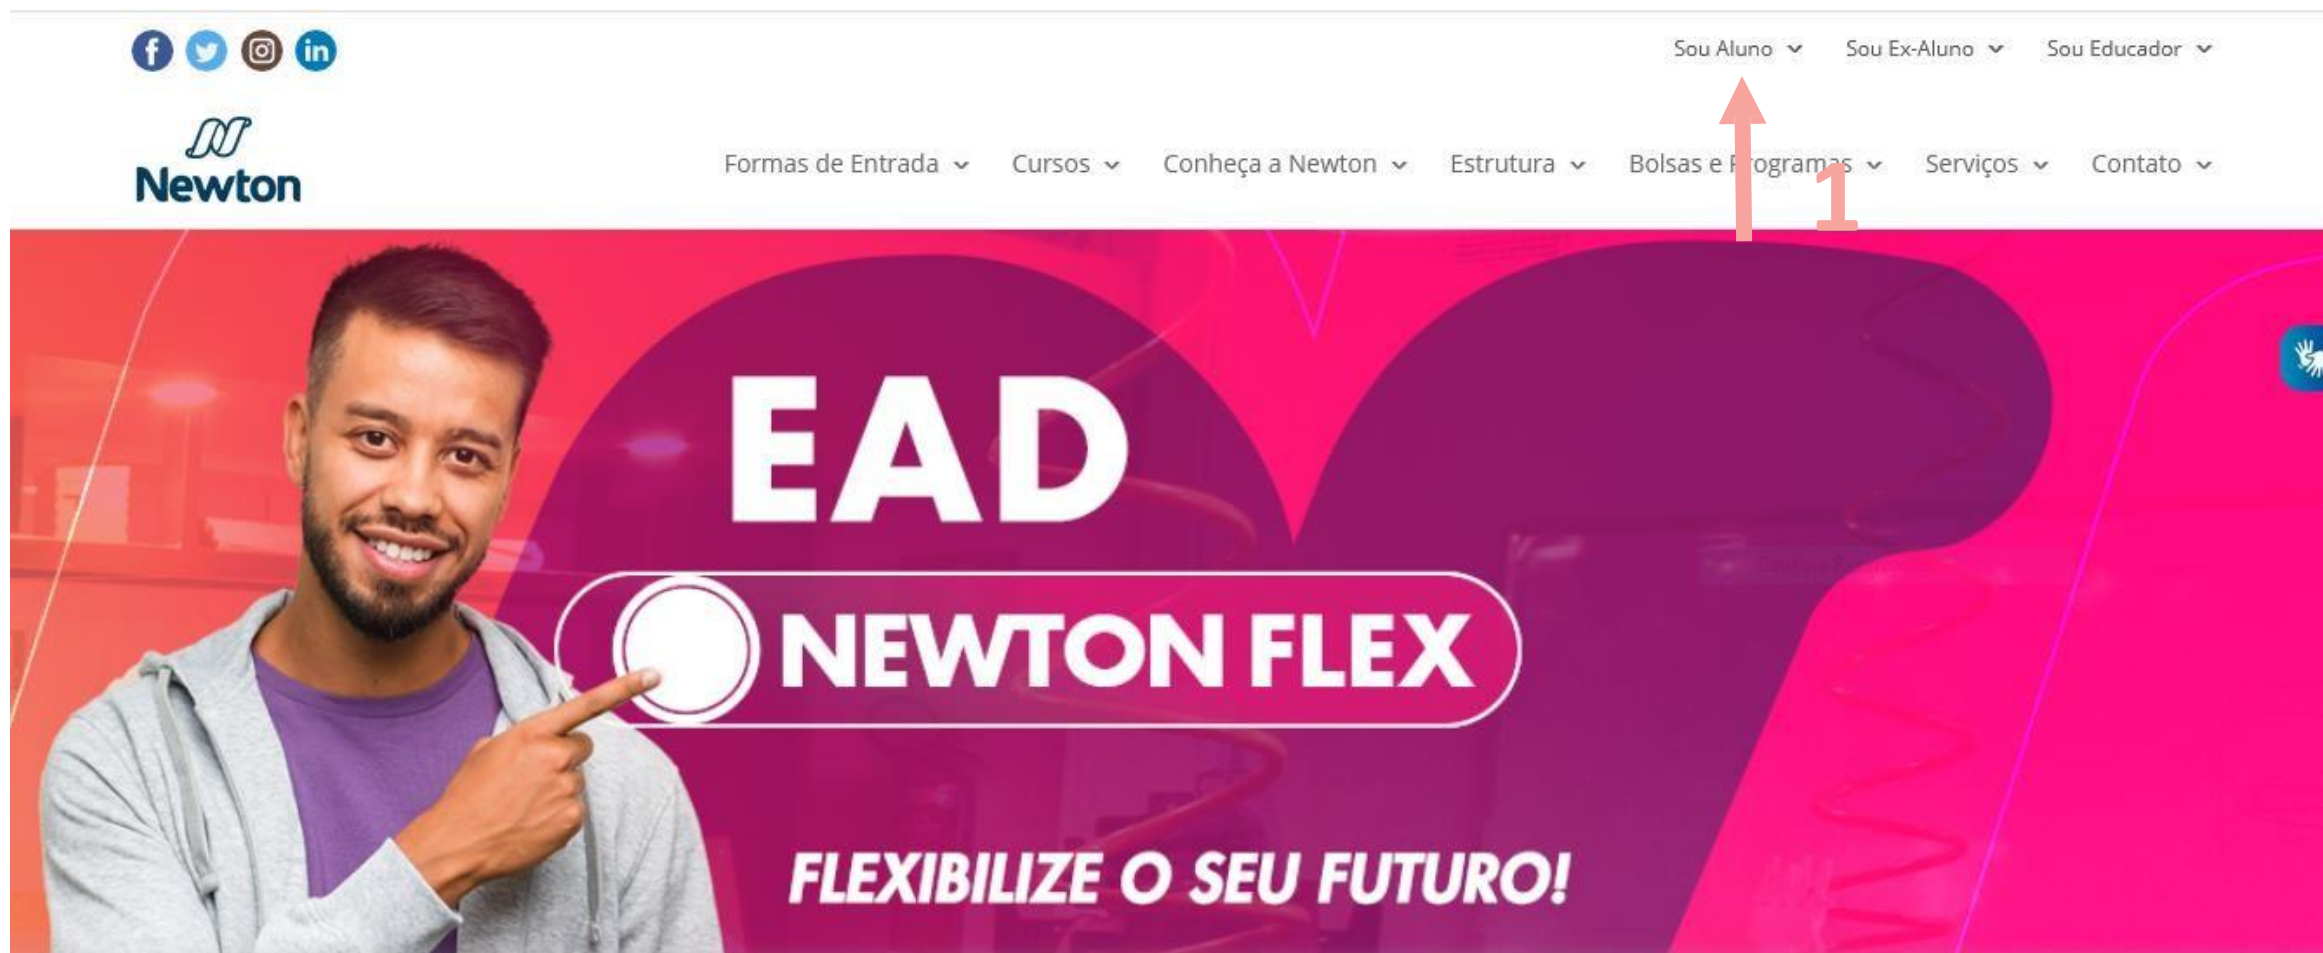 Sou Aluno Sou Ex-Aluno Sou Educador
Newton
Formas de Entrada Cursos Conheça a Newton Estrutura Bolsas e Programas Serviços Contato
1
EAD
NEWTON FLEX
FLEXIBILIZE O SEU FUTURO!